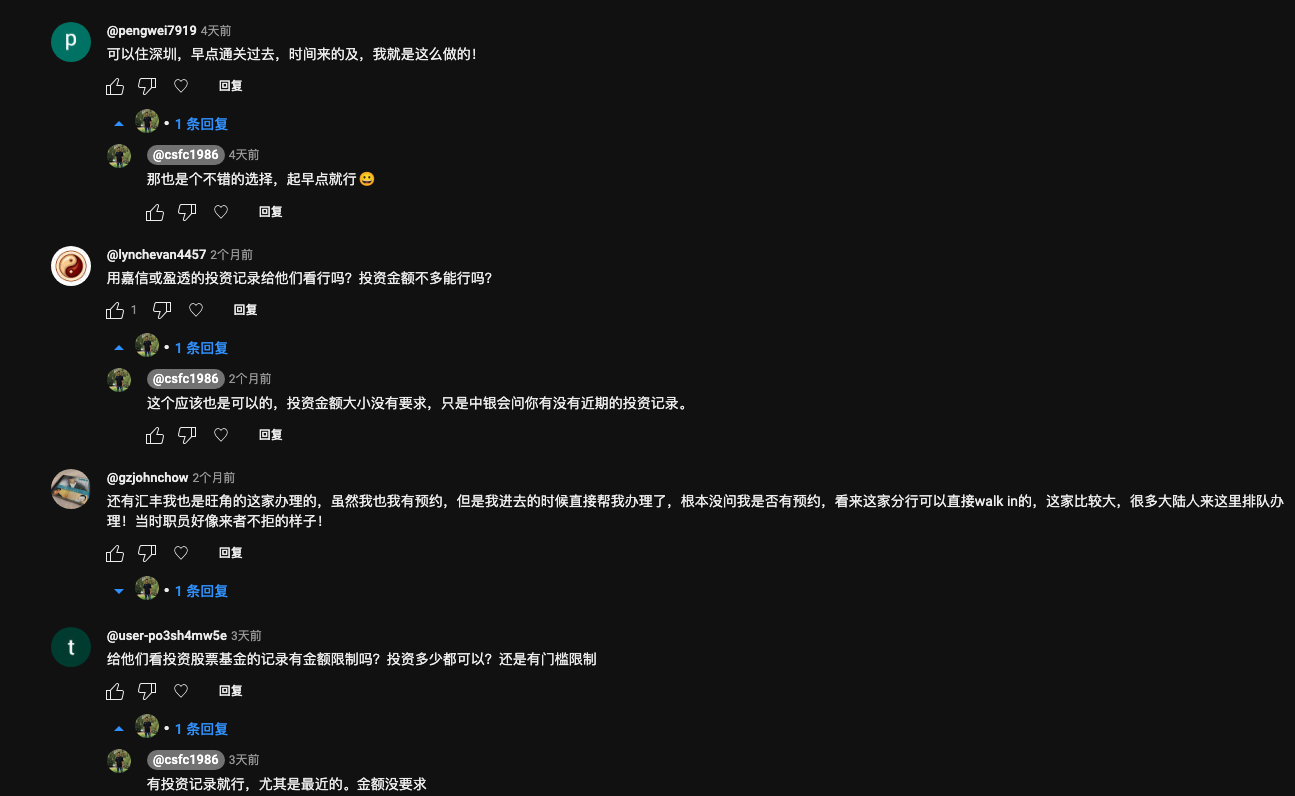 p
@pengwei7919 4天前
可以住深圳，早点通关过去，时间来的及，我就是这么做的！
回复
• 1 条回复
@csfc1986 4天前
那也是个不错的选择，起早点就行😀
回复
@lynchevan4457 2个月前
用嘉信或盈透的投资记录给他们看行吗？投资金额不多能行吗？
1 回复
• 1 条回复
@csfc1986 2个月前
这个应该也是可以的，投资金额大小没有要求，只是中银会问你有没有近期的投资记录。
回复
@gzjohnchow 2个月前
还有汇丰我也是旺角的这家办理的，虽然我也我有预约，但是我进去的时候直接帮我办理了，根本没问我是否有预约，看来这家分行可以直接walk in的，这家比较大，很多大陆人来这里排队办
理！当时职员好像来者不拒的样子！
回复
• 1 条回复
t
@user-po3sh4mw5e 3天前
给他们看投资股票基金的记录有金额限制吗？投资多少都可以？还是有门槛限制
回复
• 1 条回复
@csfc1986 3天前
有投资记录就行，尤其是最近的。金额没要求